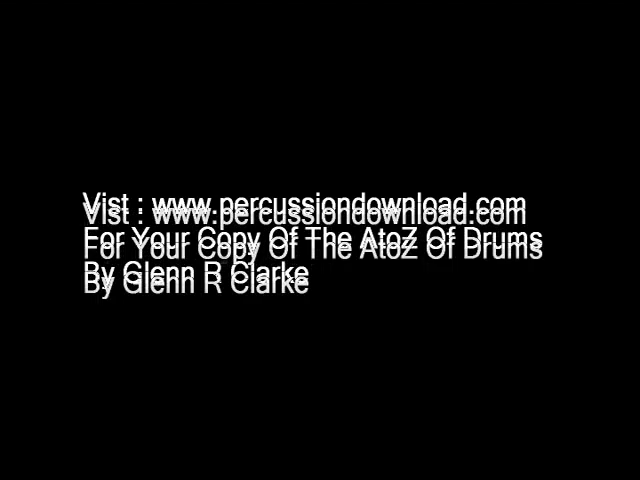 Vist : www.percussiondownload.com
For Your Copy Of The AtoZ Of Drums
By Glenn R Clarke